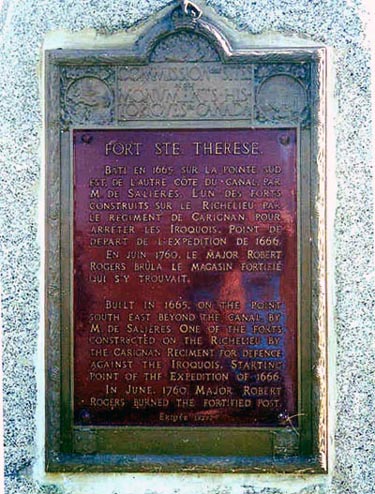 COMMISSION DES SITES
ET
MONUMENTS HIS-
TORIQUES DU CANADA
FORT STE THERESE.
BÂTI EN 1665, SUR LA POINTE SUD
EST, DE L'AUTRE CÔTÉ DU CANAL, PAR
M. DE SALIÈRES. L'UN DES FORTS
CONSTRUITS SUR LE RICHELIEU PAR
LE RÉGIMENT DE CARIGNAN, POUR
ARRÊTER LES IROQUOIS. POINT DE
DÉPART DE L'EXPÉDITION DE 1666.
EN JUIN 1760, LE MAJOR ROBERT
ROGERS BRÛLA LE MAGASIN FORTIFIÉ
QUI S'Y TROUVAIT.
BUILT IN 1665, ON THE POINT
SOUTH EAST BEYOND THE CANAL, BY
M. DE SALIÈRES ONE OF THE FORTS
CONSTRUCTED ON THE RICHELIEU BY
THE CARIGNAN REGIMENT FOR DEFENCE
AGAINST THE IROQUOIS. STARTING
POINT OF THE EXPEDITION OF 1666.
IN JUNE, 1760 MAJOR ROBERT
ROGERS BURNED THE FORTIFIED POST.